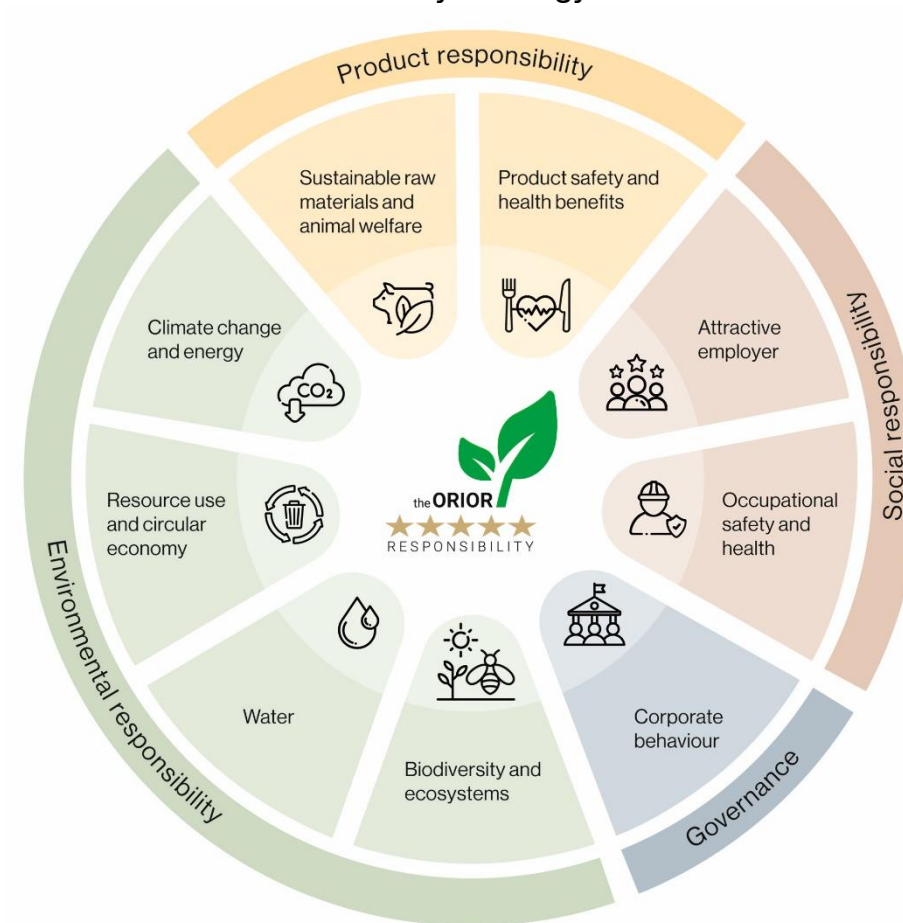 Product responsibility
Sustainable raw
materials and
animal welfare
Product safety and
health benefits
Social responsibility
Attractive
employer
Occupational
safety and
health
Governance
Corporate
behaviour
Environmental responsibility
Biodiversity and
ecosystems
Water
Resource use
and circular
economy
Climate change
and energy
CO2
the ORIOR
RESPONSIBILITY